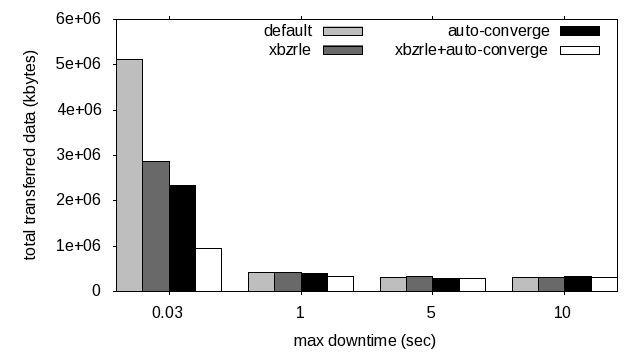 6e+06
5e+06
4e+06
3e+06
2e+06
1e+06
0
total transferred data (kbytes)
default
xbzrle
auto-converge
xbzrle+auto-converge
0.03 1 5 10
max downtime (sec)